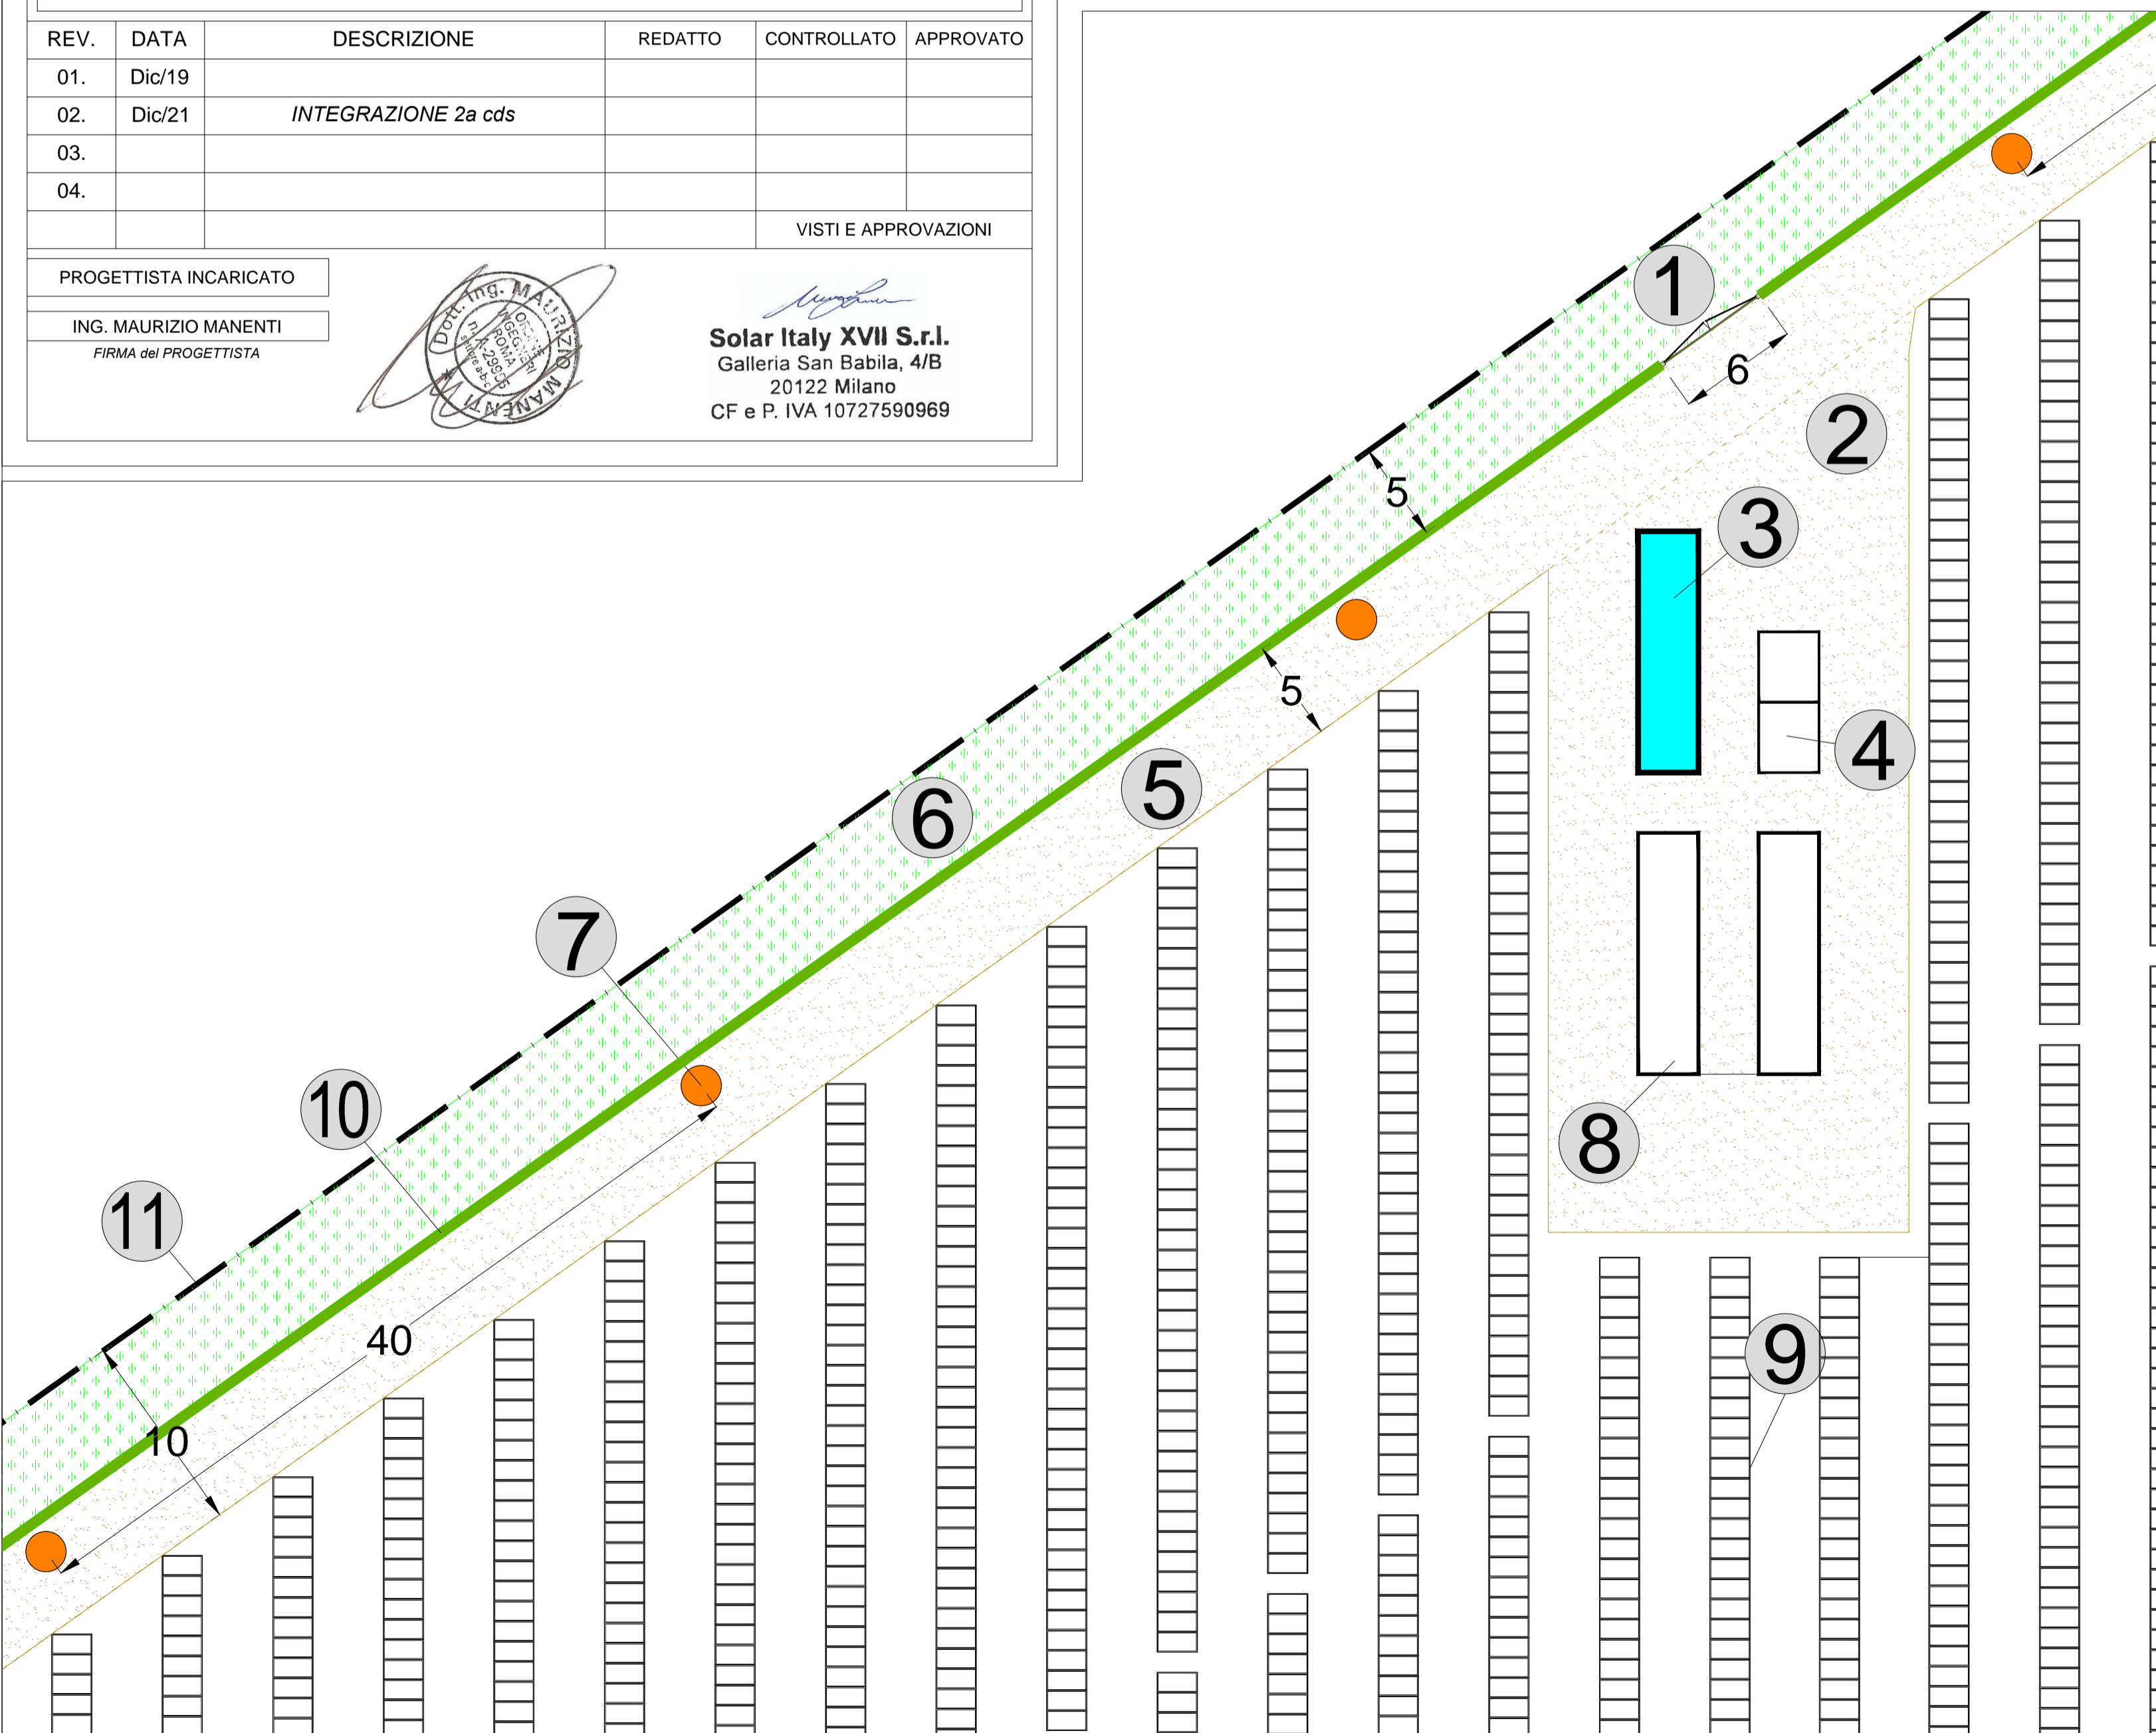 REV. DATA DESCRIZIONE REDATTO CONTROLLATO APPROVATO
01. Dic/19
02. Dic/21 INTEGRAZIONE 2a cds
03.
04.
VISTI E APPROVAZIONI
PROGETTISTA INCARICATO
ING. MAURIZIO MANENTI
FIRMA del PROGETTISTA
Dott. Ing. MAURIZIO MANENTI
ROMA
Solar Italy XVII S.r.l.
Galleria San Babila, 4/B
20122 Milano
CF e P. IVA 10727590969
1
6
2
5
3
5
4
5
6
7
8
10
11
40
9
10